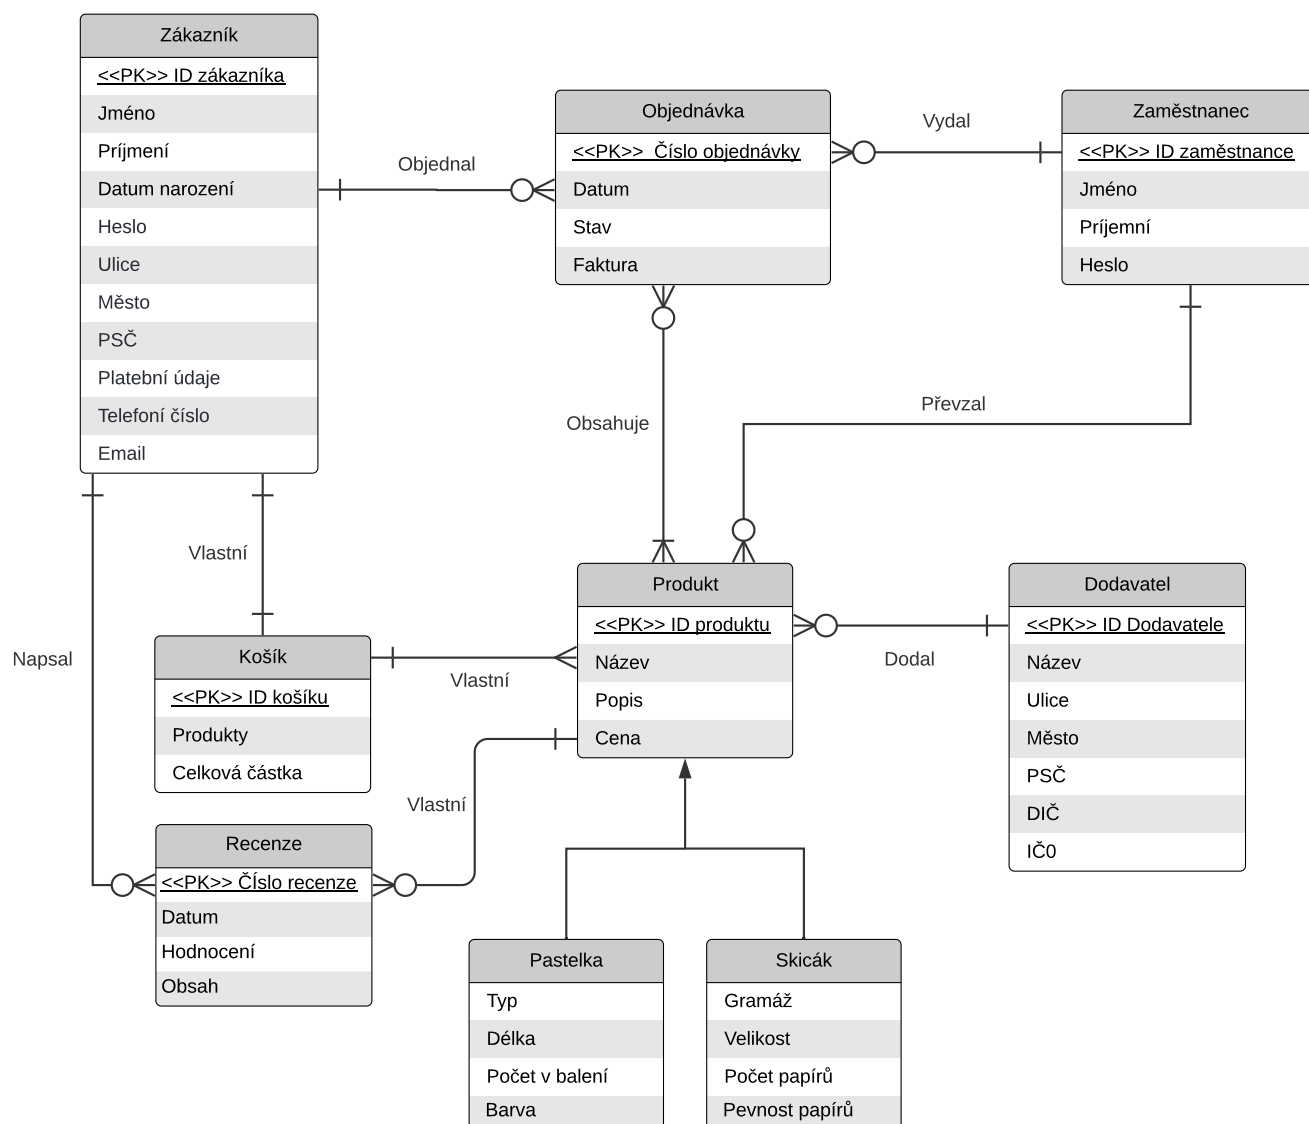 Zákazník
<<PK>> ID zákazníka
Jméno
Príjmení
Datum narození
Heslo
Ulice
Město
PSČ
Platební údaje
Telefoní číslo
Email
Objednal
Objednávka
<<PK>>  Číslo objednávky
Datum
Stav
Faktura
Vydal
Zaměstnanec
<<PK>> ID zaměstnance
Jméno
Príjemní
Heslo
Obsahuje
Převzal
Vlastní
Napsal
Košík
<<PK>> ID košíku
Produkty
Celková částka
Vlastní
Produkt
<<PK>> ID produktu
Název
Popis
Cena
Dodal
Dodavatel
<<PK>> ID Dodavatele
Název
Ulice
Město
PSČ
DIČ
IČ0
Vlastní
Recenze
<<PK>> ČÍslo recenze
Datum
Hodnocení
Obsah
Pastelka
Typ
Délka
Počet v balení
Barva
Skicák
Gramáž
Velikost
Počet papírů
Pevnost papírů